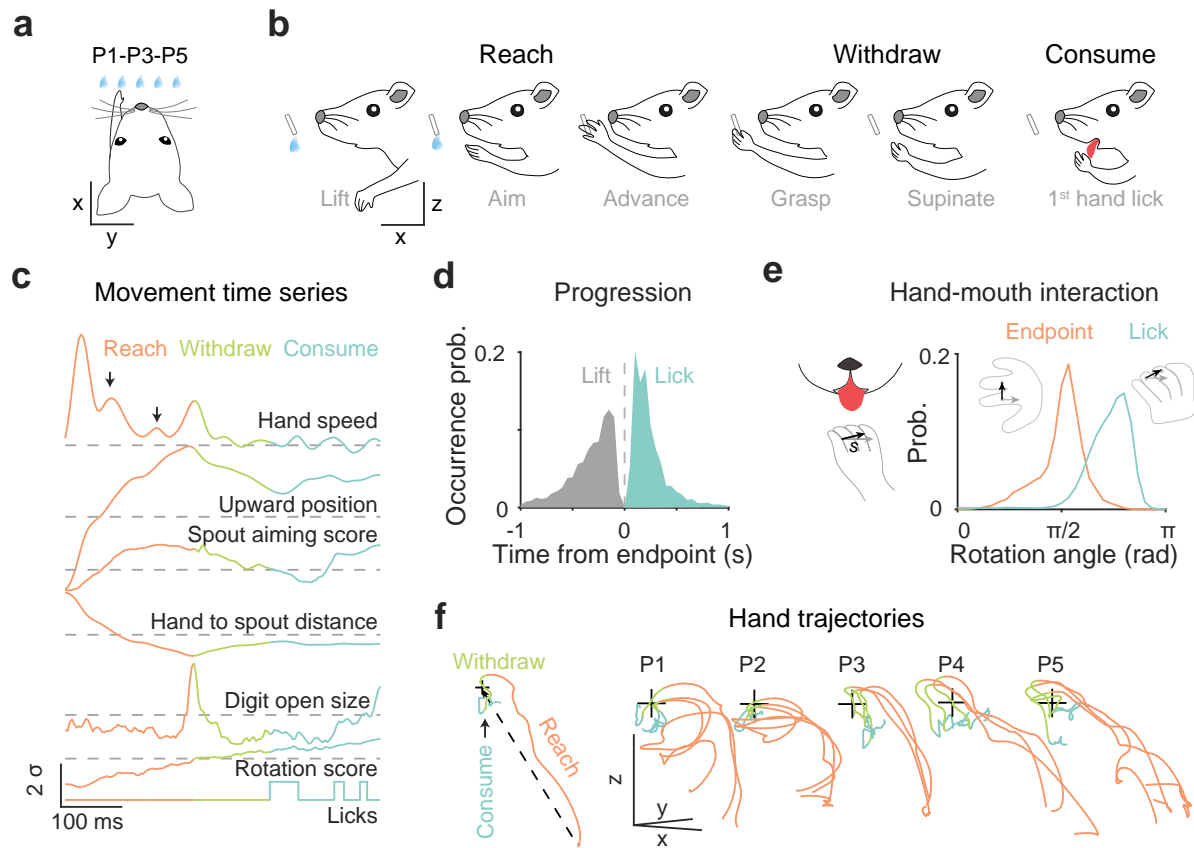 a
P1-P3-P5
x
y
b
Reach
Withdraw
Consume
Lift
Aim
Advance
Grasp
Supinate
1st hand lick
z
x
c
Movement time series
Reach
Withdraw
Consume
Hand speed
Upward position
Spout aiming score
Hand to spout distance
Digit open size
Rotation score
Licks
2 σ
100 ms
d
Progression
Occurrence prob.
0.2
0
Lift
Lick
-1
0
1
Time from endpoint (s)
e
Hand-mouth interaction
Endpoint
Lick
s
Prob.
0.2
0
0
π/2
π
Rotation angle (rad)
f
Hand trajectories
Withdraw
Reach
Consume
P1
P2
P3
P4
P5
z
y
x